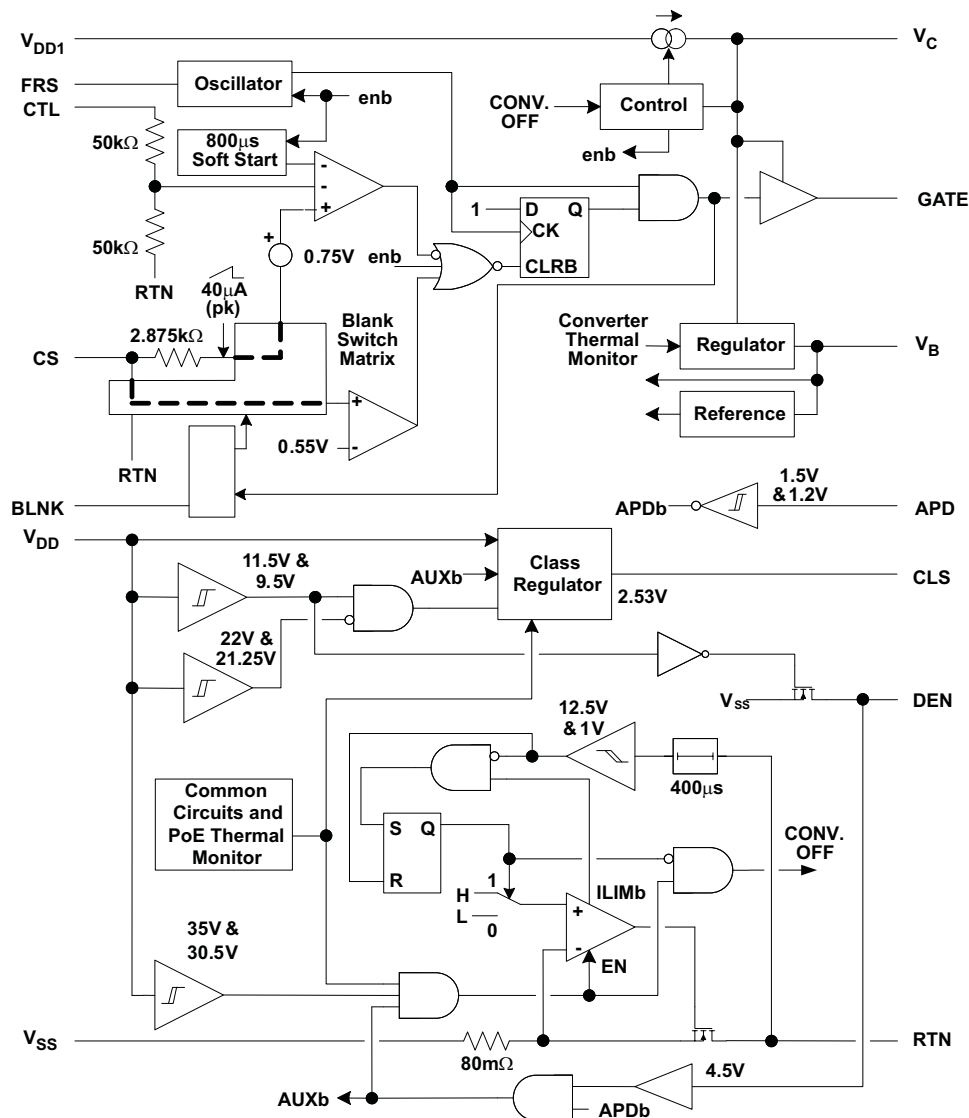 VDD1
VC
FRS
Oscillator
enb
CTL
CONV.
OFF
Control
enb
50kΩ
800μs
Soft Start
-
-
+
1
D
Q
CK
CLRB
GATE
50kΩ
+
0.75V
enb
RTN
40μA
(pk)
2.875kΩ
Blank
Switch
Matrix
Converter
Thermal
Monitor
Regulator
VB
CS
+
-
0.55V
Reference
RTN
BLNK
1.5V
&1.2V
APDb
APD
VDD
11.5V &
9.5V
AUXb
Class
Regulator
2.53V
CLS
22V &
21.25V
VSS
DEN
12.5V
&1V
400μs
Common
Circuits and
PoE Thermal
Monitor
S
Q
R
CONV.
OFF
1
H
L
0
ILIMb
+
-
EN
35V &
30.5V
VSS
80mΩ
RTN
4.5V
AUXb
APDb